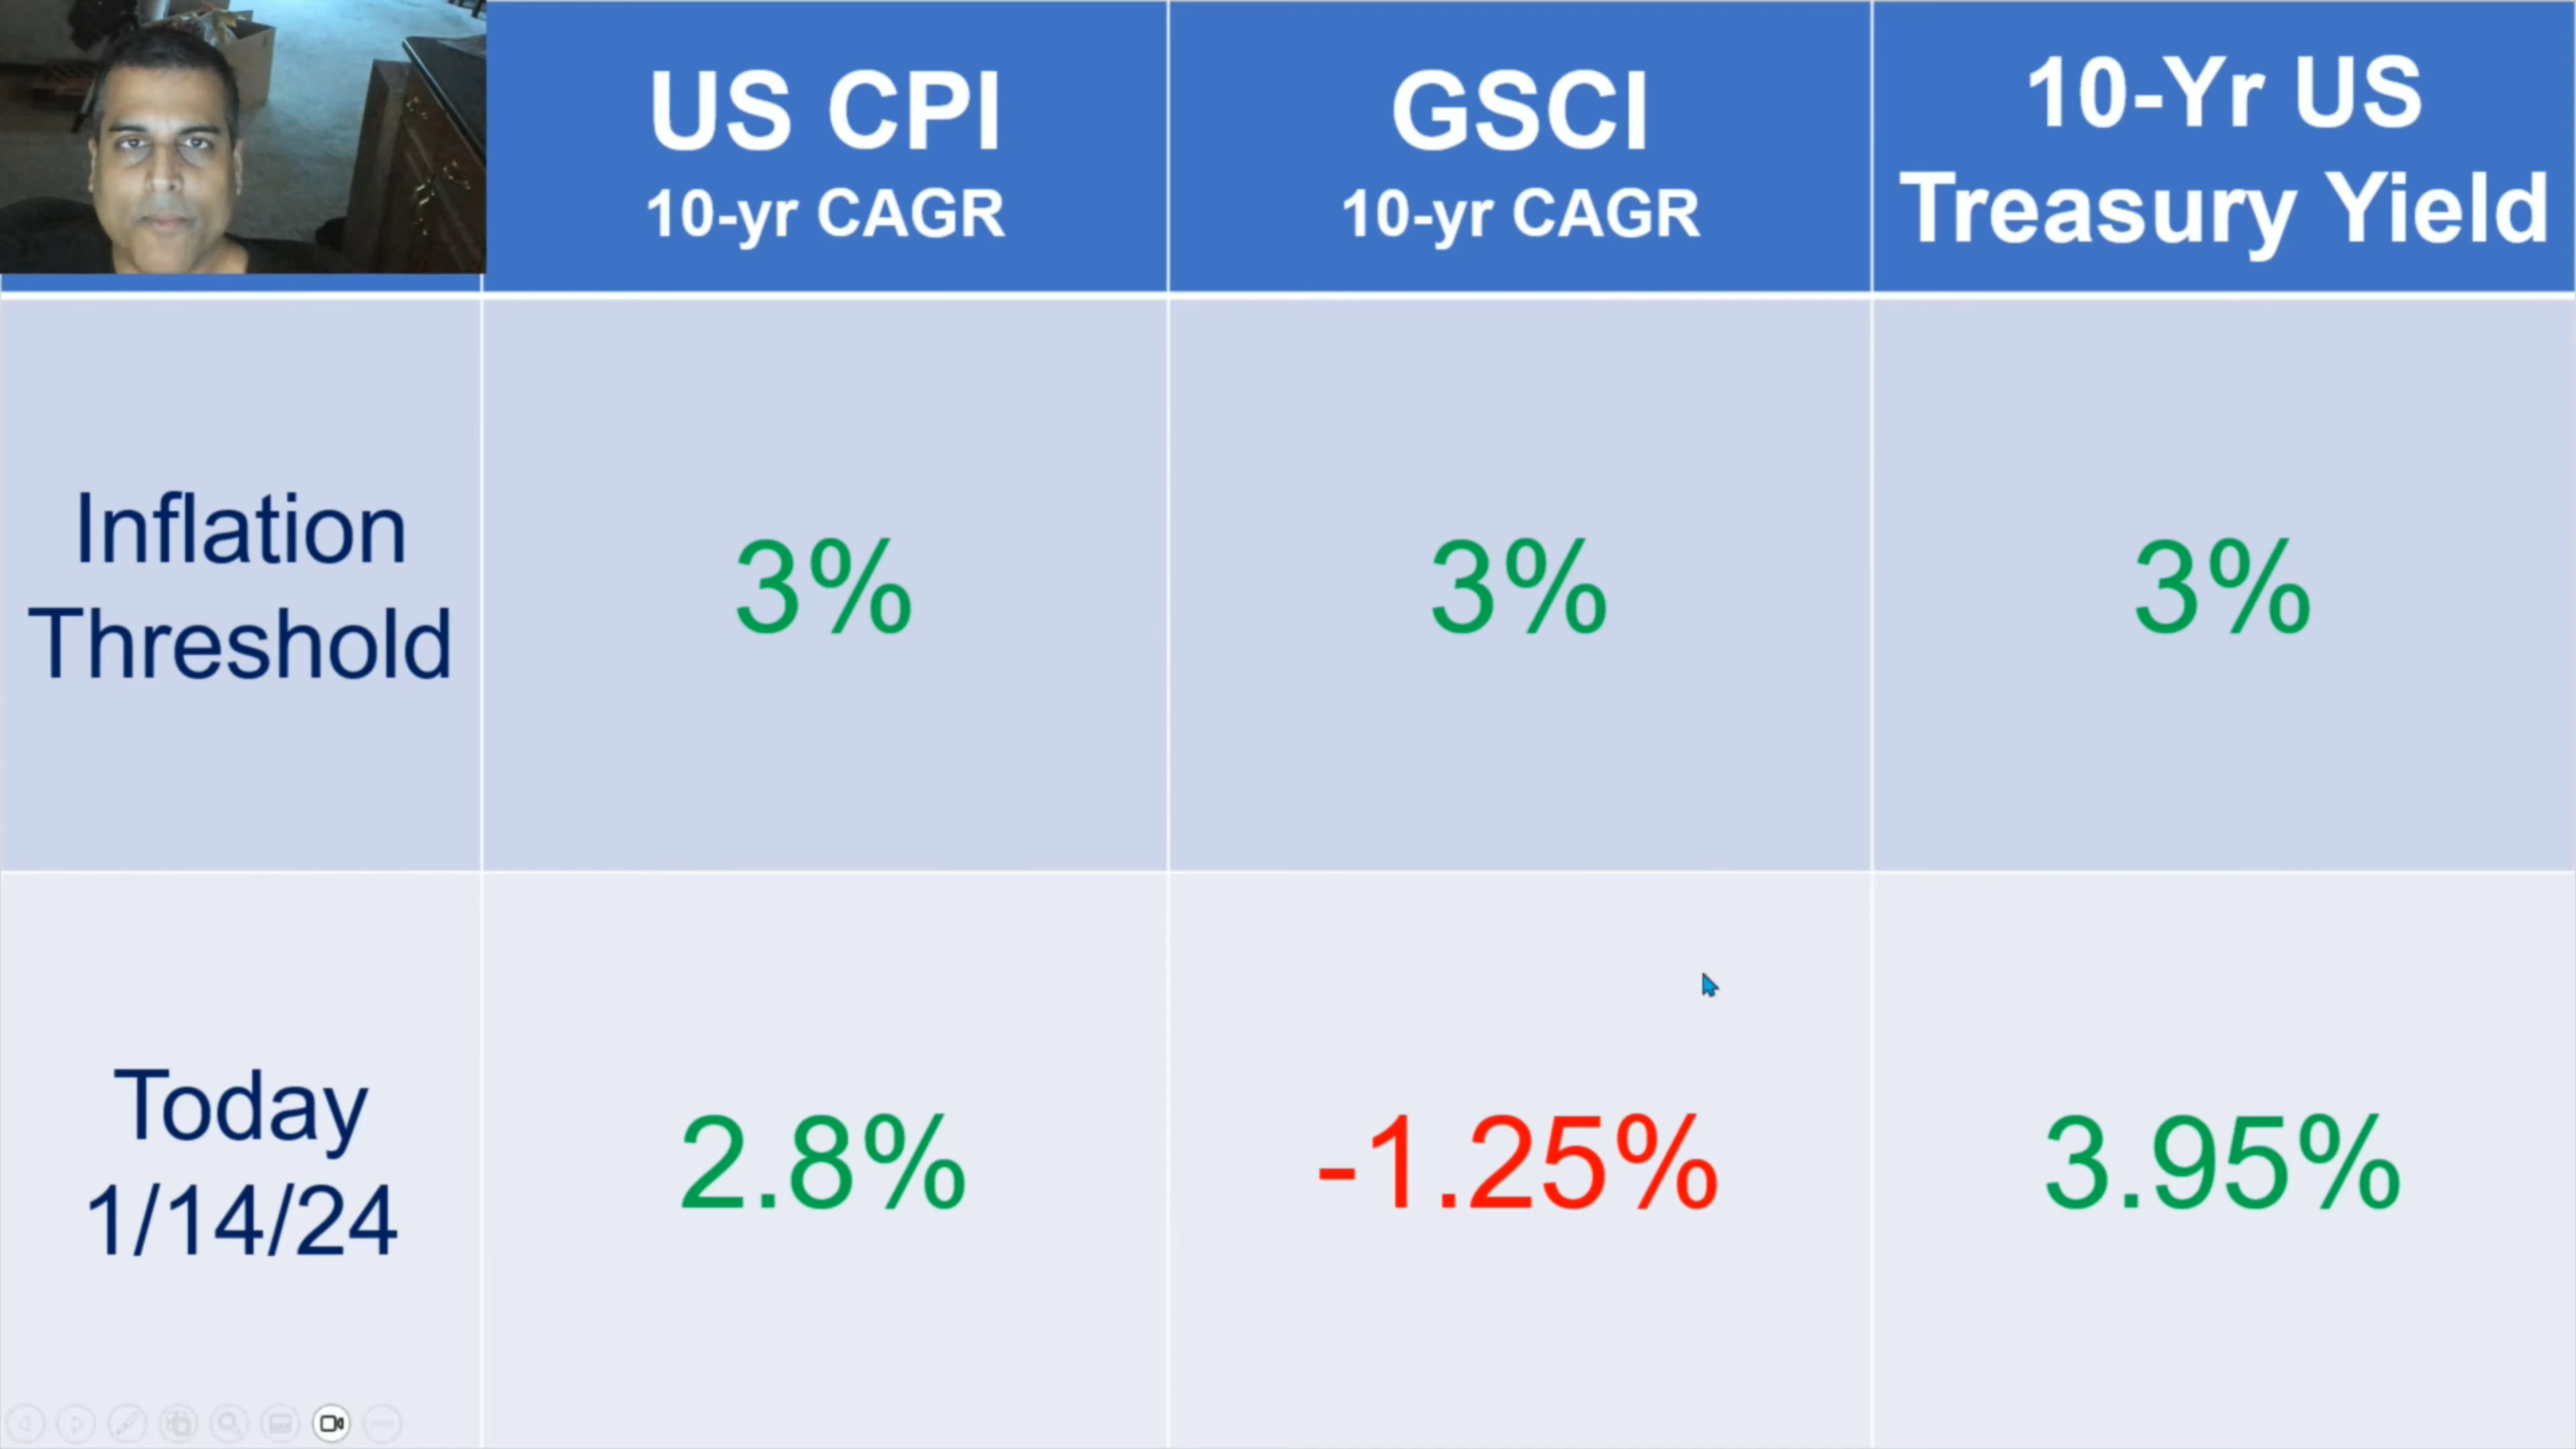 US CPI
10-yr CAGR
GSCI
10-yr CAGR
10-Yr US
Treasury Yield
Inflation
Threshold
3%
3%
3%
Today
1/14/24
2.8%
-1.25%
3.95%